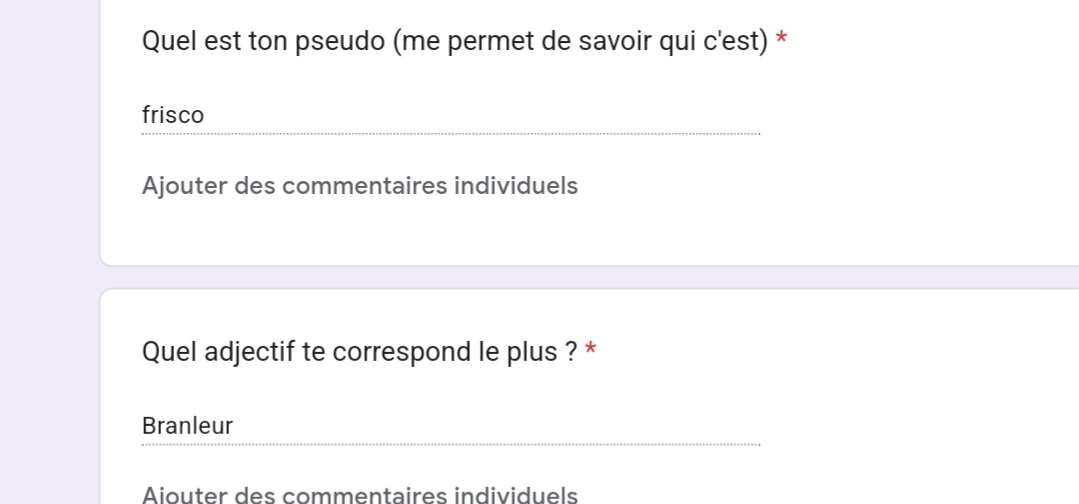 Quel est ton pseudo (me permet de savoir qui c'est) *
frisco
Ajouter des commentaires individuels
Quel adjectif te correspond le plus ? *
Branleur
Ajouter des commentaires individuels